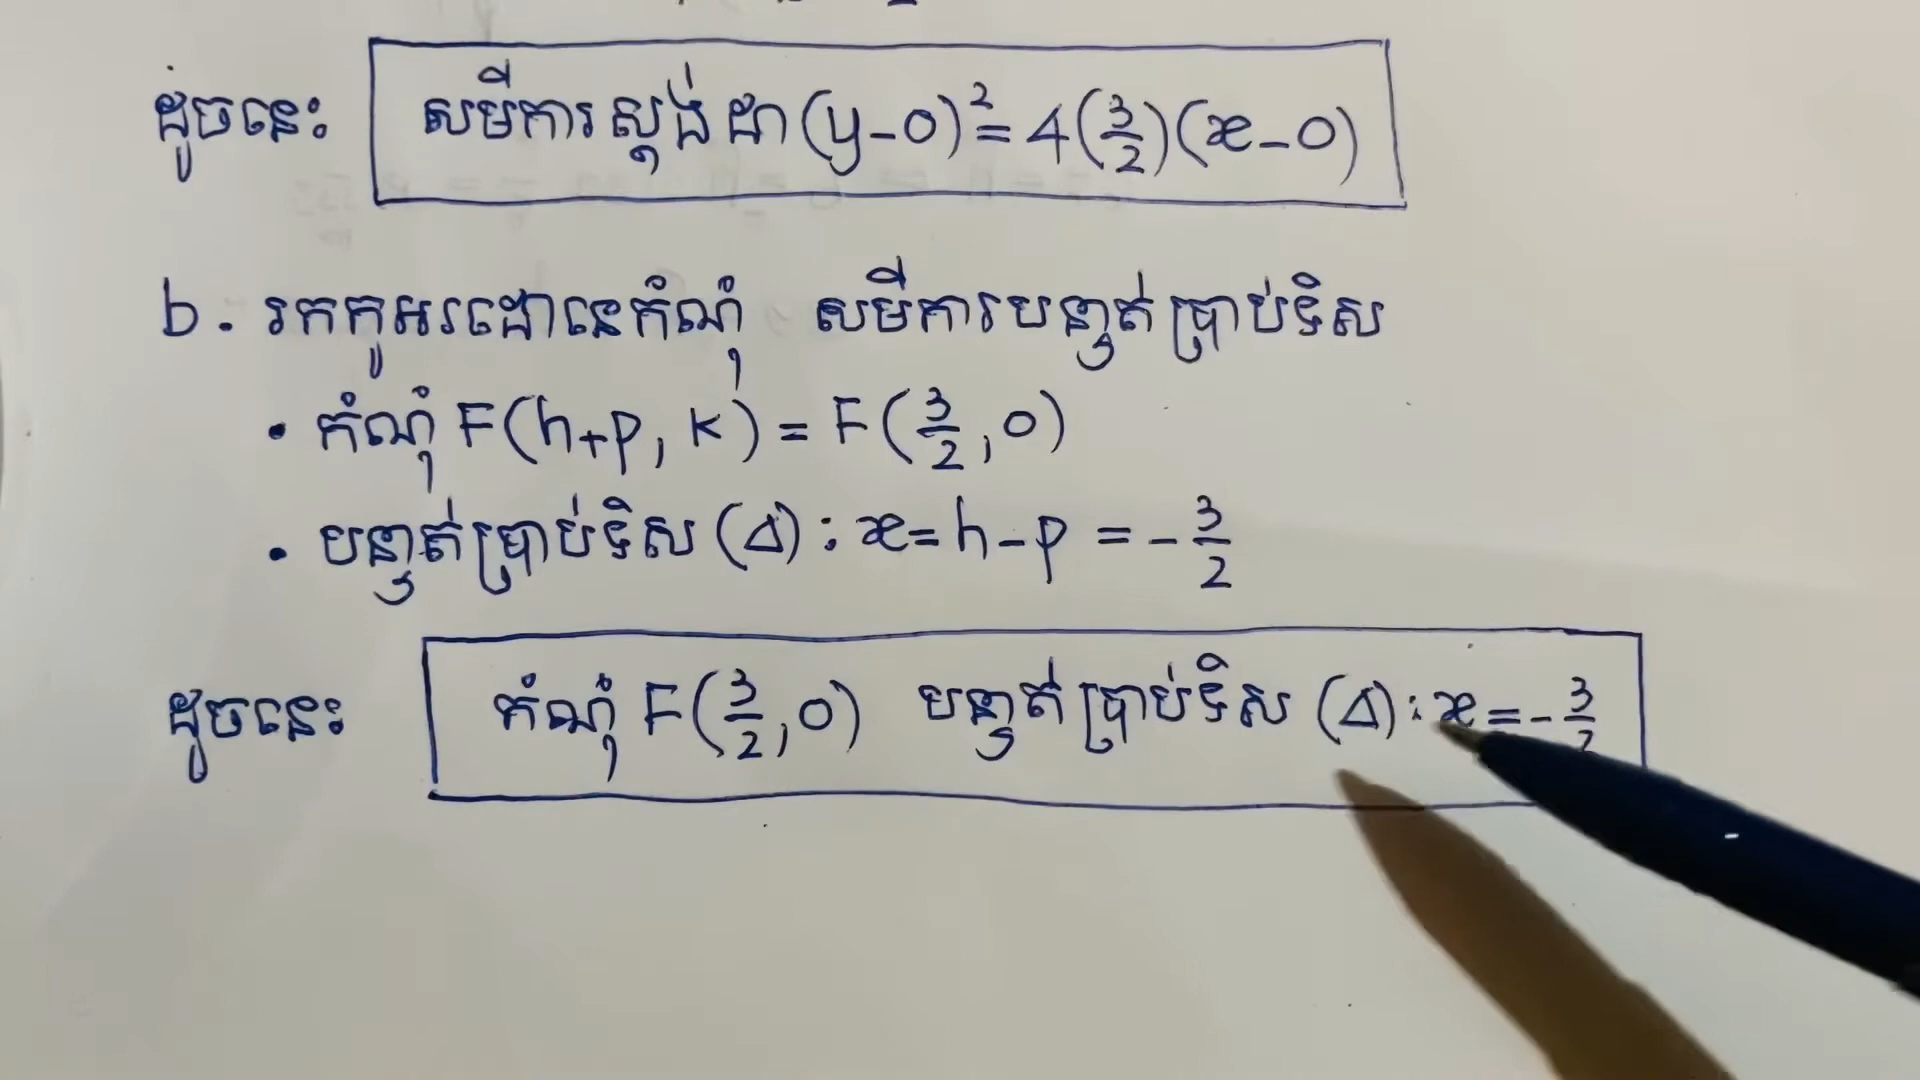 ដូចនេះ សមីការស្តង់ដា (y-0)² = 4(3/2)(x-0)
b. រកកូអរដោនេកំណុំ សមីការបន្ទាត់ប្រាប់ទិស
• កំណុំ F(h+p, k) = F(3/2, 0)
• បន្ទាត់ប្រាប់ទិស (Δ) : x = h-p = -3/2
ដូចនេះ កំណុំ F(3/2, 0) បន្ទាត់ប្រាប់ទិស (Δ) : x = -3/2